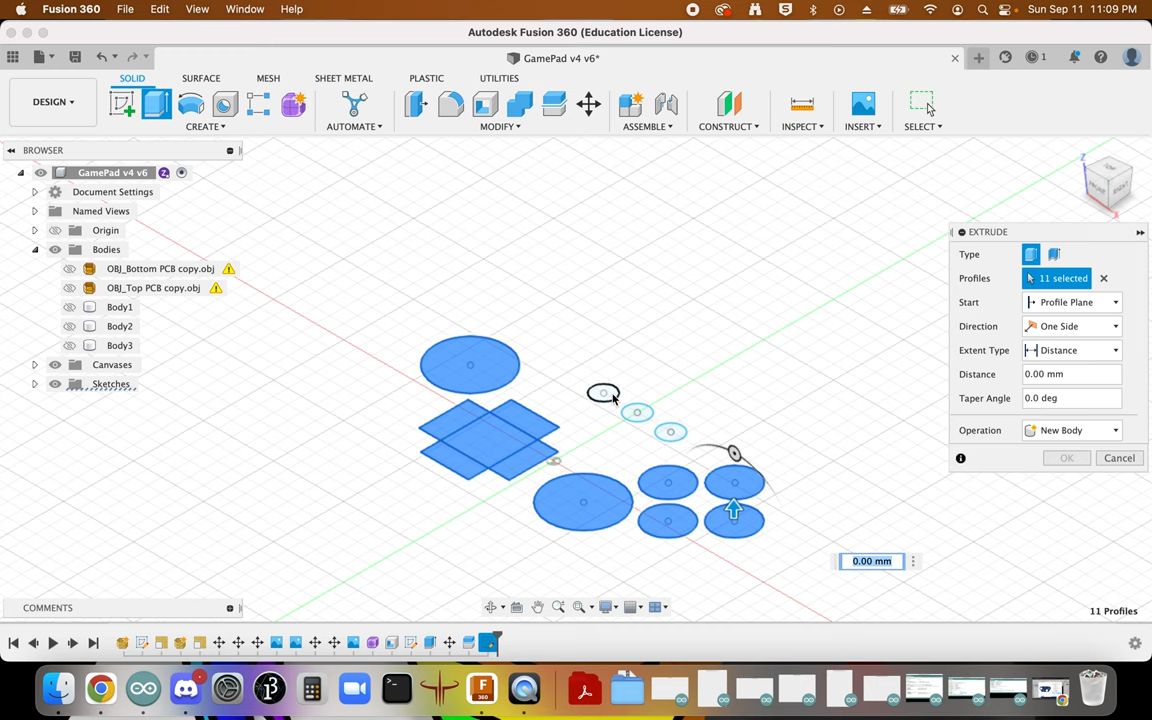 Fusion 360 File Edit View Window Help Sun Sep 11 11:09 PM
Autodesk Fusion 360 (Education License)
GamePad v4 v6*
1
SOLID SURFACE MESH SHEET METAL PLASTIC UTILITIES
DESIGN
CREATE AUTOMATE MODIFY ASSEMBLE CONSTRUCT INSPECT INSERT SELECT
BROWSER
GamePad v4 v6
Document Settings
Named Views
Origin
Bodies
OBJ_Bottom PCB copy.obj
OBJ_Top PCB copy.obj
Body1
Body2
Body3
Canvases
Sketches
Z
TOP
FRONT RIGHT
X
EXTRUDE
Type
Profiles 11 selected
Start Profile Plane
Direction One Side
Extent Type Distance
Distance 0.00 mm
Taper Angle 0.0 deg
Operation New Body
OK Cancel
0.00 mm
COMMENTS
11 Profiles